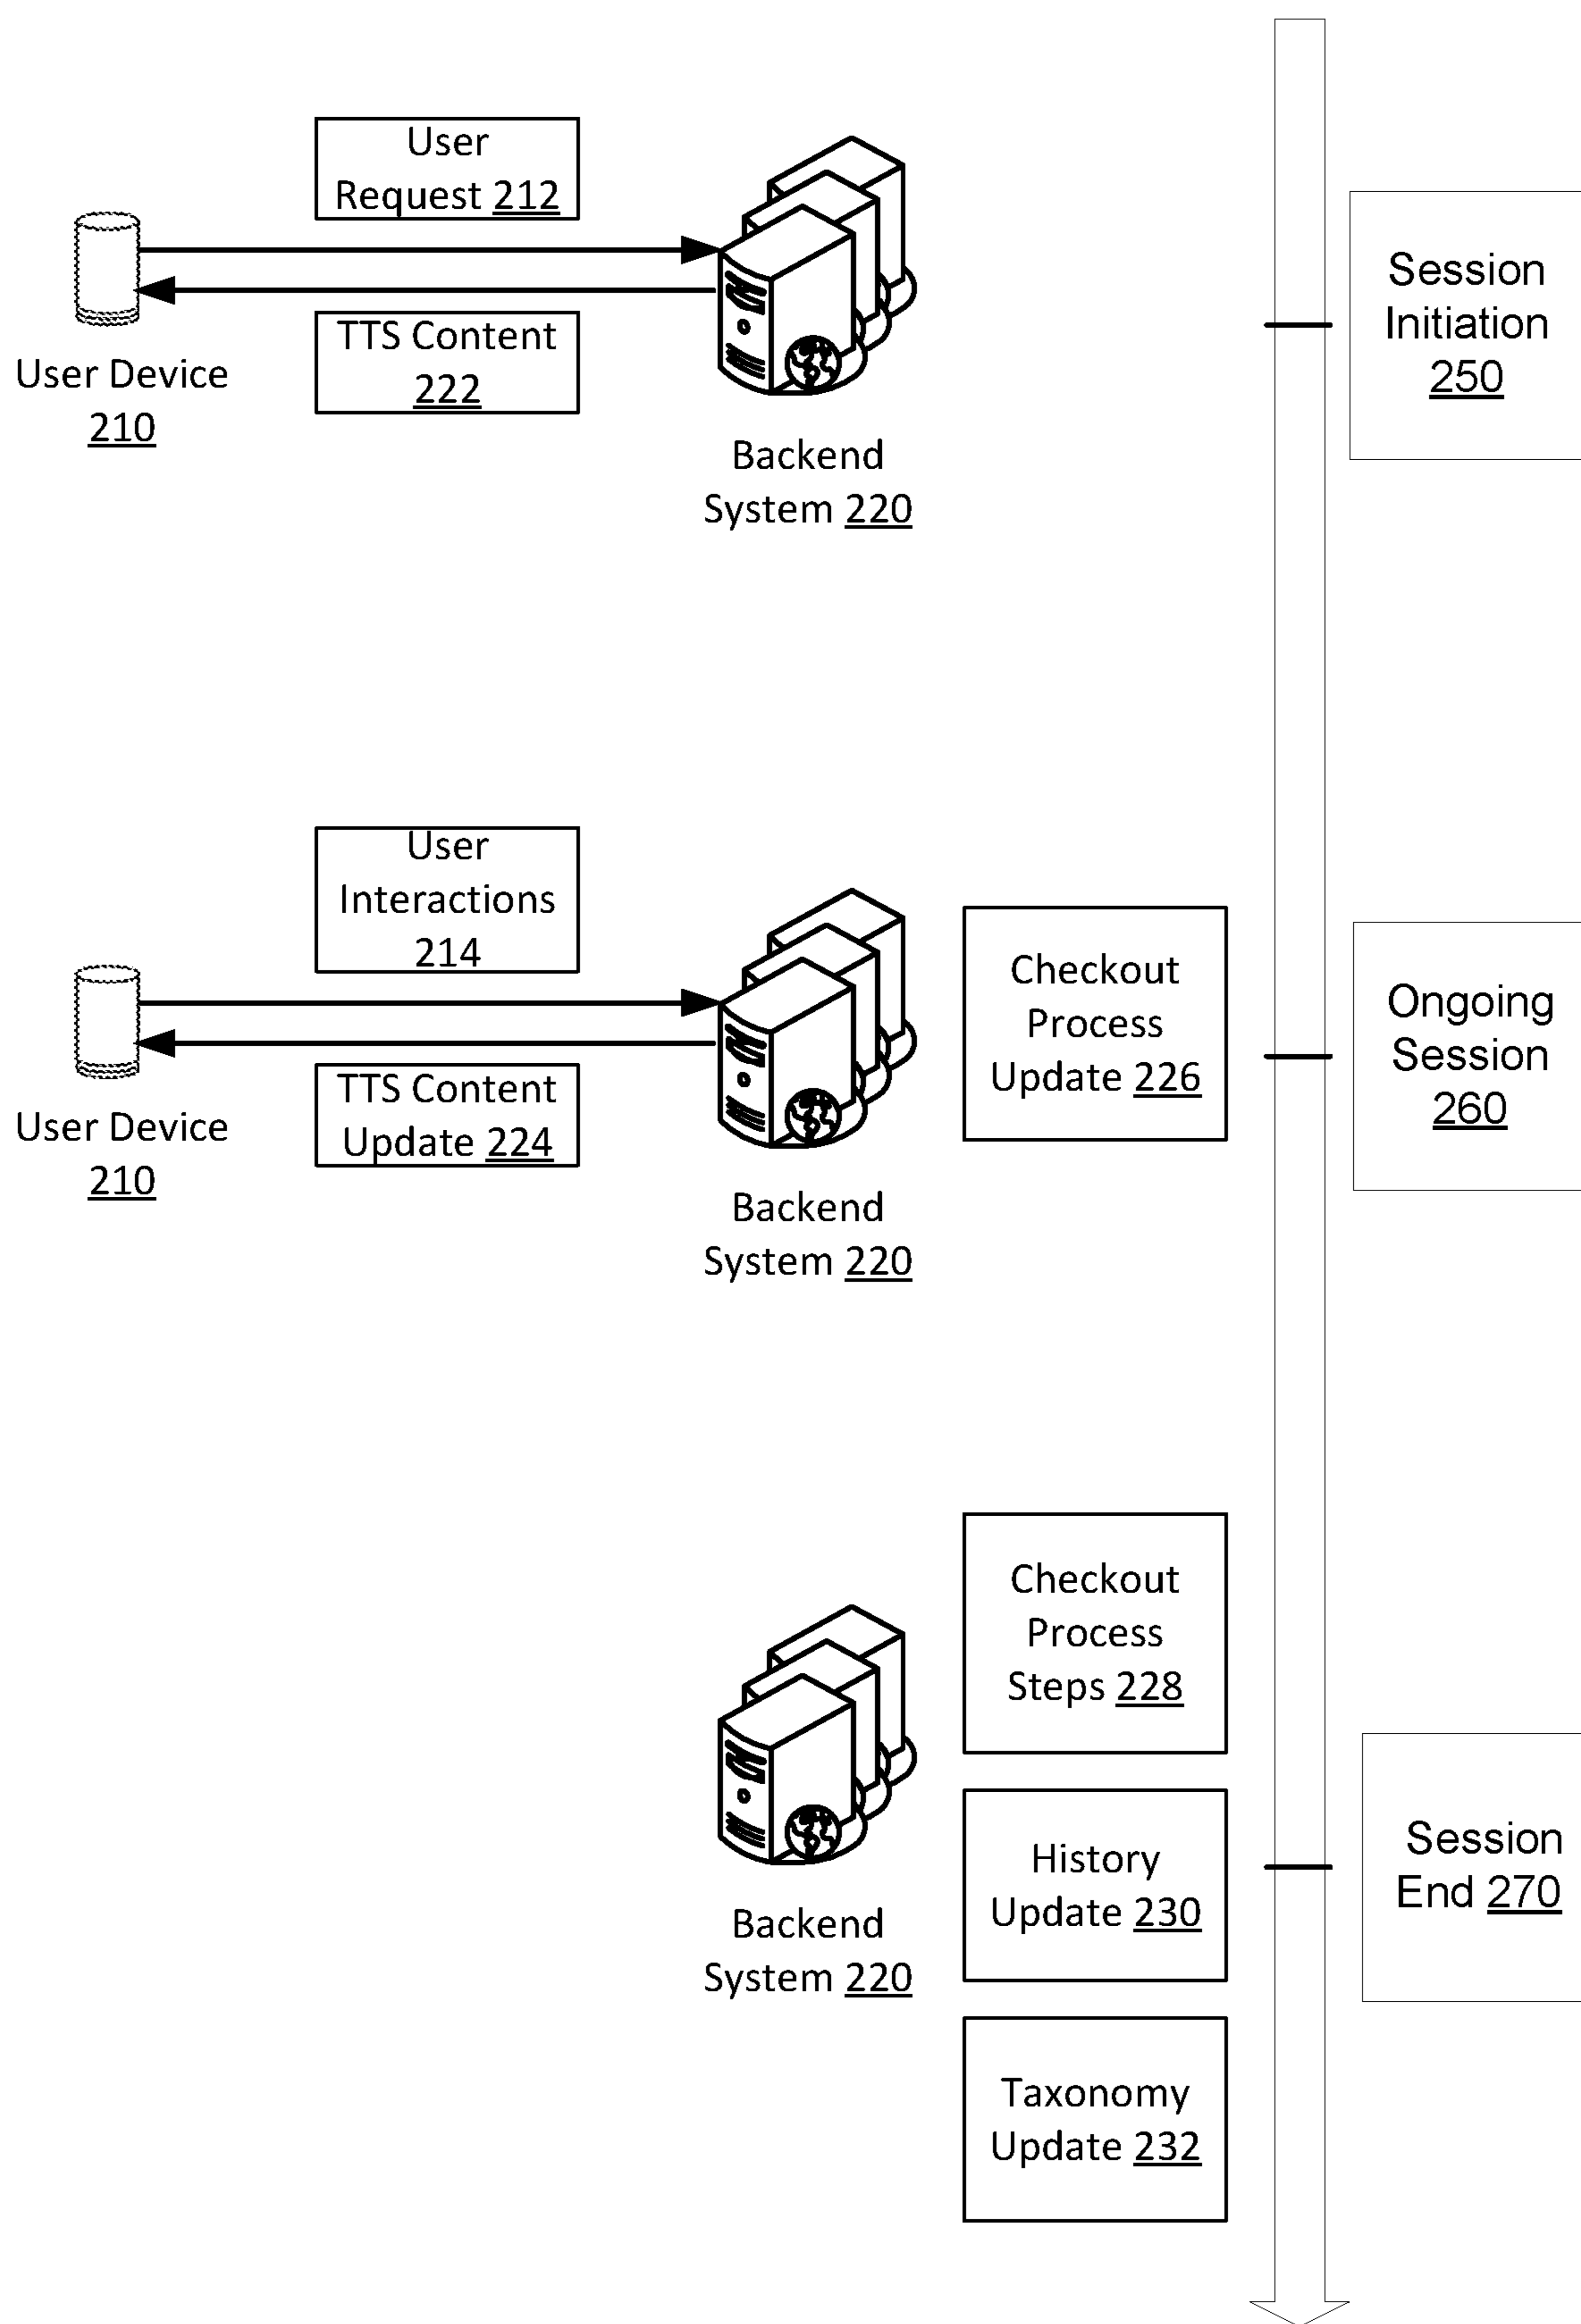 User
Request 212
TTS Content
222
User Device
210
Backend
System 220
Session
Initiation
250
User
Interactions
214
TTS Content
Update 224
User Device
210
Backend
System 220
Checkout
Process
Update 226
Ongoing
Session
260
Checkout
Process
Steps 228
Backend
System 220
History
Update 230
Taxonomy
Update 232
Session
End 270